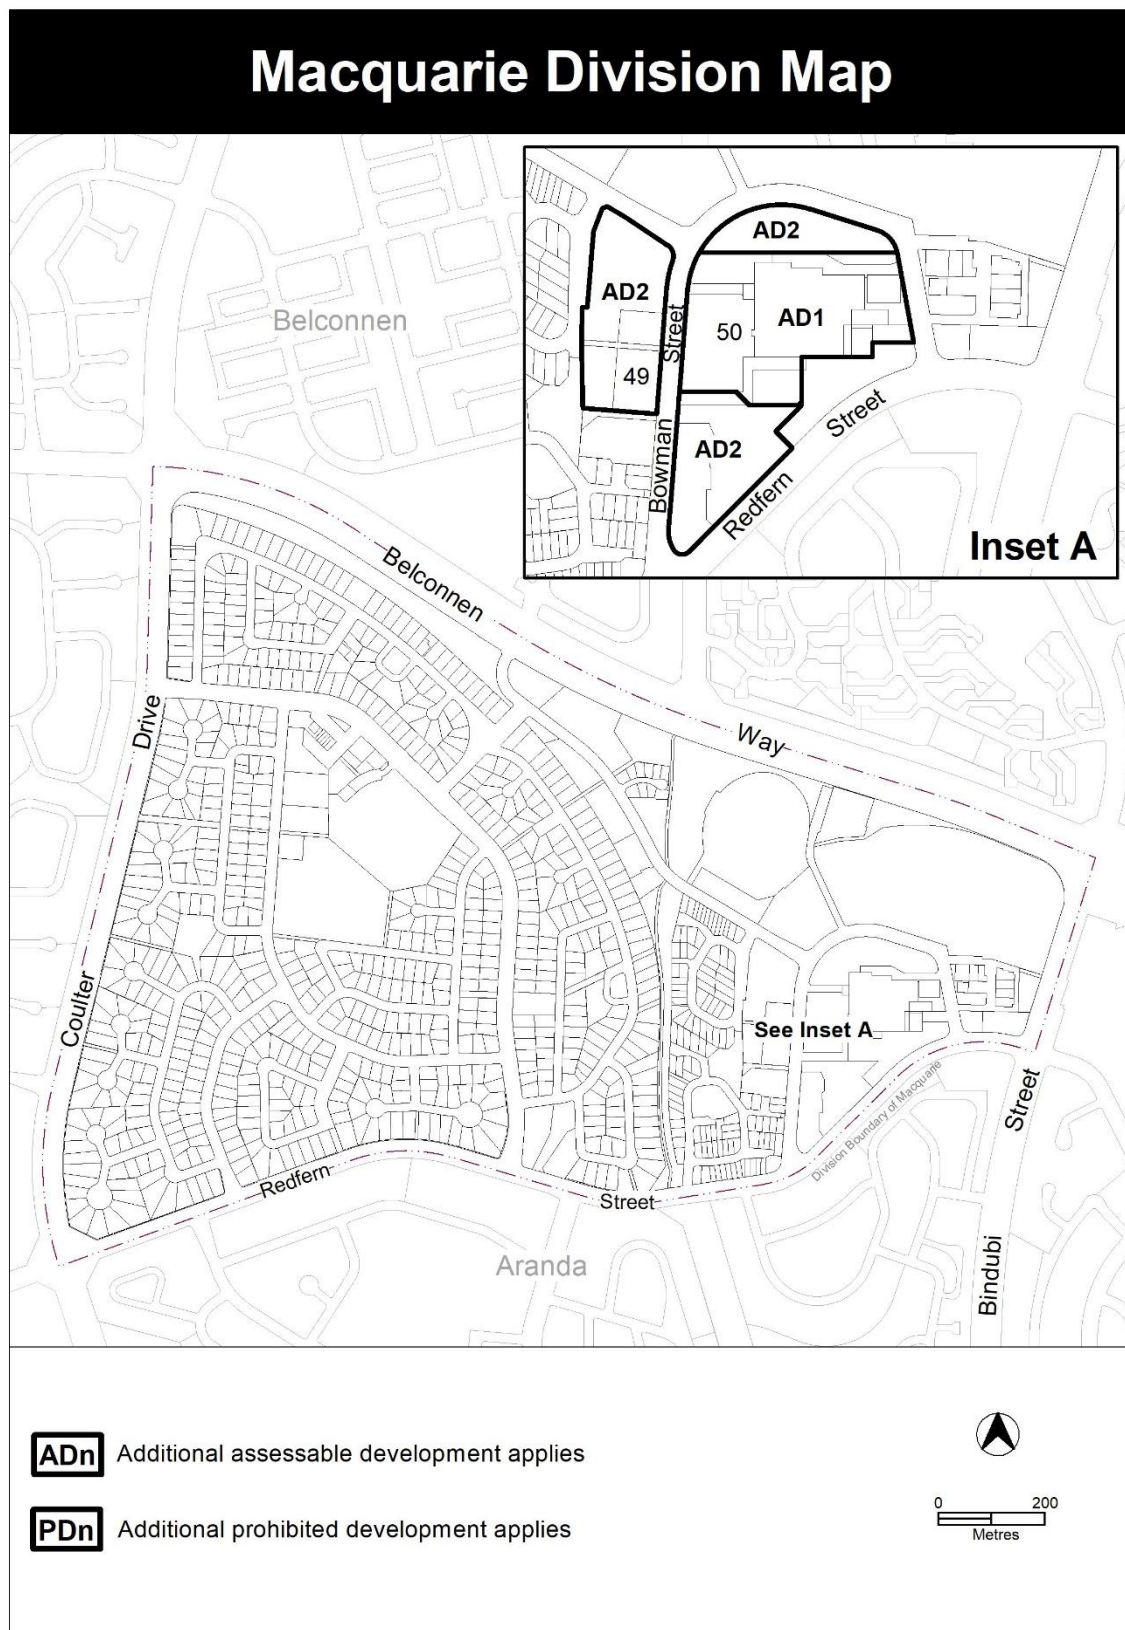 Macquarie Division Map
AD2
AD2
Street
50
AD1
49
Bowman
AD2
Redfern
Street
Inset A
Belconnen
Belconnen
Way
Drive
Coulter
See Inset A
Division Boundary of Macquarie
Street
Redfern
Street
Aranda
Bindubi
ADn Additional assessable development applies
PDn Additional prohibited development applies
0 200
Metres